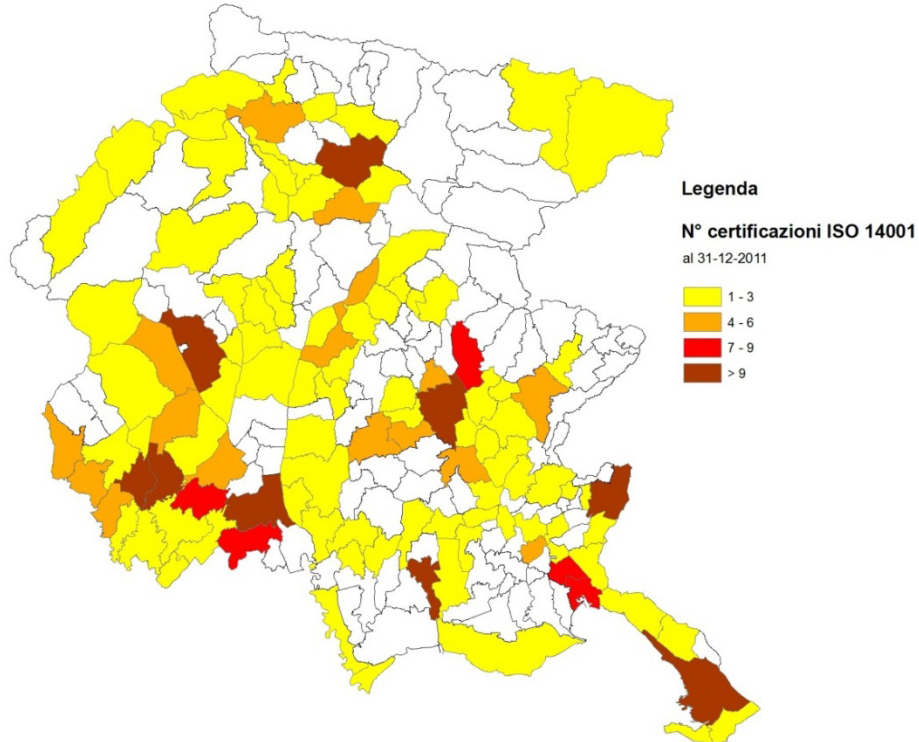 Legenda
N° certificazioni ISO 14001
al 31-12-2011
1 - 3
4 - 6
7 - 9
> 9